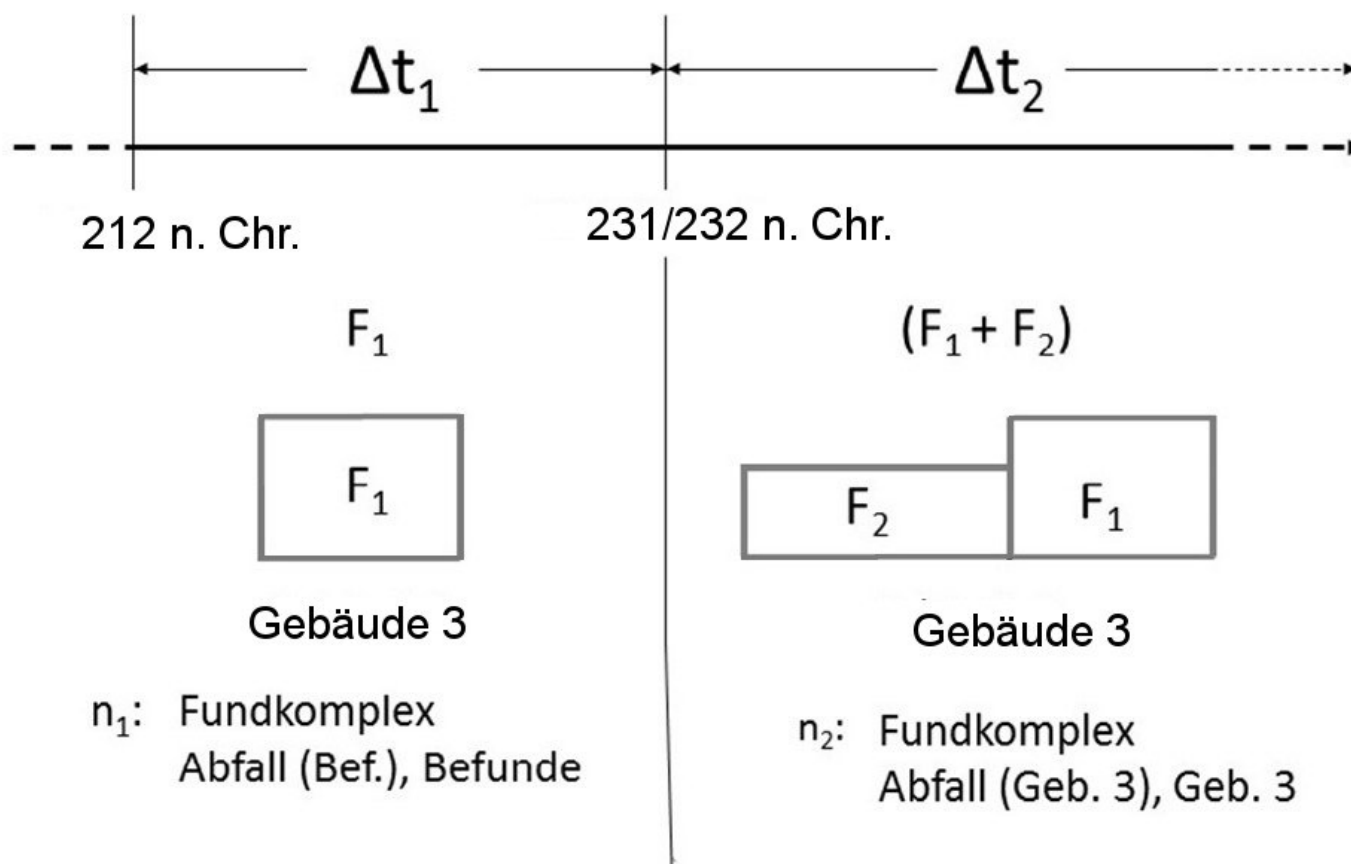 Δt₁ Δt₂
212 n. Chr. 231/232 n. Chr.
F₁ (F₁ + F₂)
F₁ F₂ F₁
Gebäude 3 Gebäude 3
n₁: Fundkomplex
Abfall (Bef.), Befunde
n₂: Fundkomplex
Abfall (Geb. 3), Geb. 3